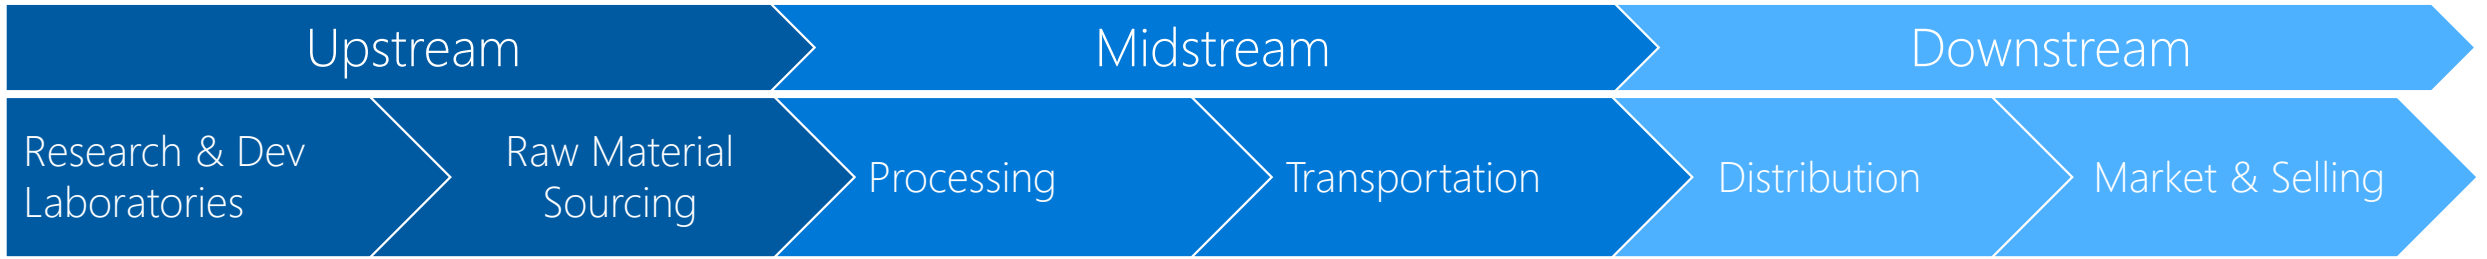 Upstream
Midstream
Downstream
Research & Dev
Laboratories
Raw Material
Sourcing
Processing
Transportation
Distribution
Market & Selling